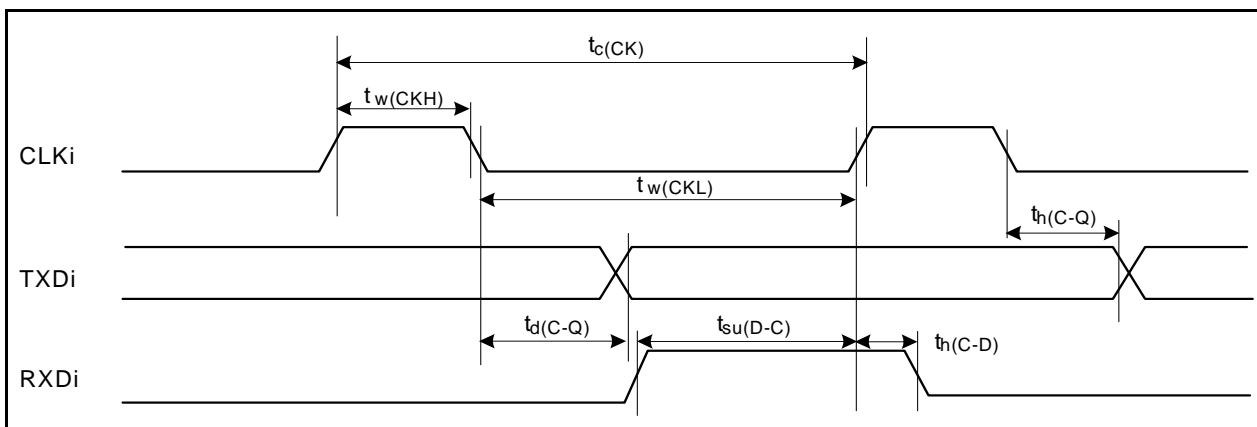 tc(CK)
tw(CKH)
CLKi
tw(CKL)
th(C-Q)
TXDi
td(C-Q)
tsu(D-C)
th(C-D)
RXDi